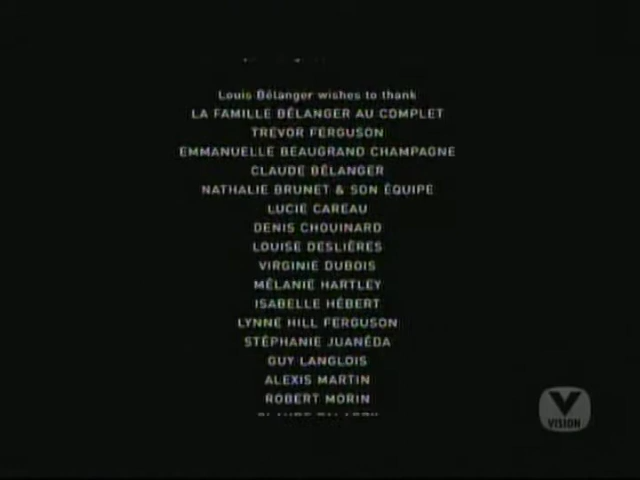 Louis Bélanger wishes to thank
LA FAMILLE BÉLANGER AU COMPLET
TREVOR FERGUSON
EMMANUELLE BEAUGRAND CHAMPAGNE
CLAUDE BÉLANGER
NATHALIE BRUNET & SON ÉQUIPE
LUCIE CAREAU
DENIS CHOUINARD
LOUISE DESLIÈRES
VIRGINIE DUBOIS
MÉLANIE HARTLEY
ISABELLE HÉBERT
LYNNE HILL FERGUSON
STÉPHANIE JUANÉDA
GUY LANGLOIS
ALEXIS MARTIN
ROBERT MORIN
V
VISION